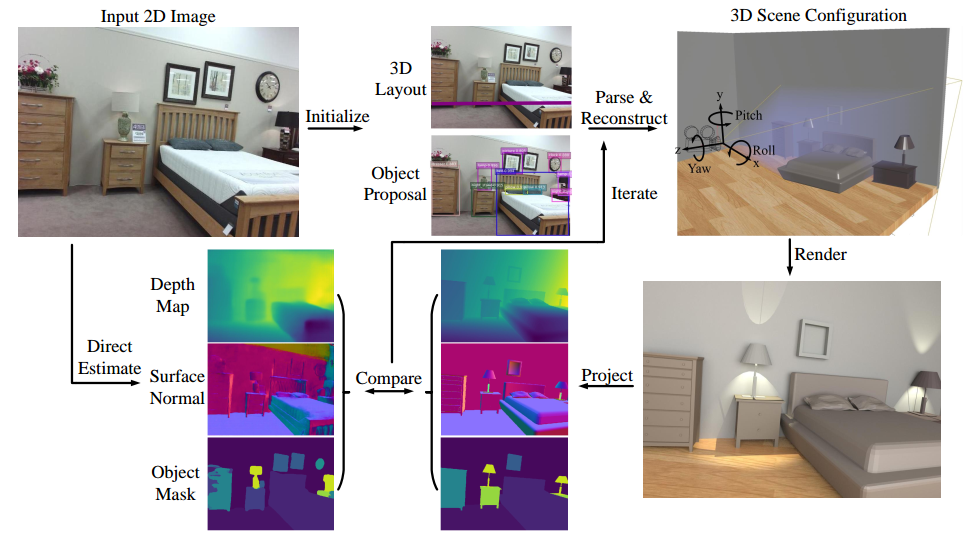 Input 2D Image
3D Scene Configuration
3D
Layout
Initialize
Parse &
Reconstruct
Object
Proposal
Iterate
y
Pitch
z
Roll
x
Yaw
Render
Depth
Map
Direct
Estimate
Surface
Normal
Compare
Project
Object
Mask